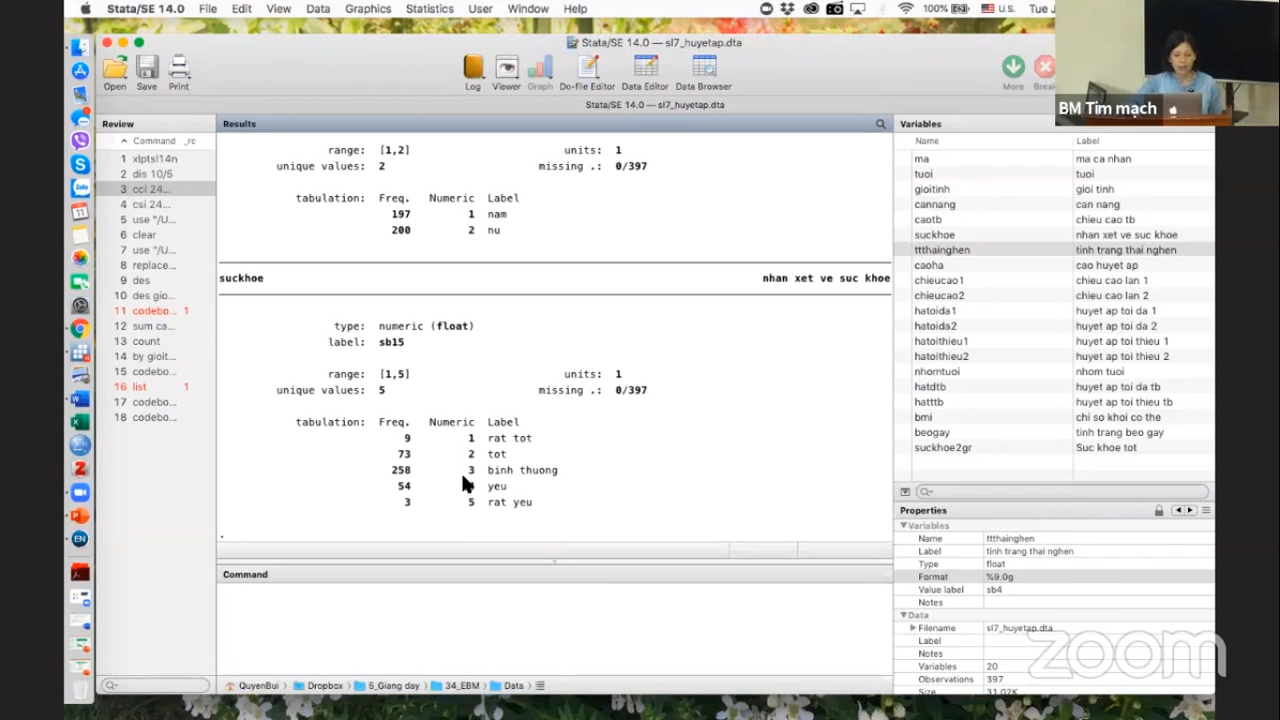 Stata/SE 14.0 File Edit View Data Graphics Statistics User Window Help 100% U.S. Tue
Stata/SE 14.0 — sl7_huyetap.dta
Open Save Print Log Viewer Graph Do-file Editor Data Editor Data Browser More Break
Stata/SE 14.0 — sl7_huyetap.dta
BM Tim mạch
Review
Command _rc
1 xlptsl14n
2 dis 10/5
3 cci 24...
4 csi 24...
5 use "/U...
6 clear
7 use "/U...
8 replace...
9 des
10 des gio...
11 codebo... 1
12 sum ca...
13 count
14 by gioit...
15 codebo...
16 list 1
17 codebo...
18 codebo...
Results
range: [1,2] units: 1
unique values: 2 missing .: 0/397
tabulation: Freq. Numeric Label
197 1 nam
200 2 nu
suckhoe nhan xet ve suc khoe
type: numeric (float)
label: sb15
range: [1,5] units: 1
unique values: 5 missing .: 0/397
tabulation: Freq. Numeric Label
9 1 rat tot
73 2 tot
258 3 binh thuong
54 yeu
3 5 rat yeu
.
Command
Variables
Name Label
ma ma ca nhan
tuoi tuoi
gioitinh gioi tinh
cannang can nang
caotb chieu cao tb
suckhoe nhan xet ve suc khoe
ttthainghen tinh trang thai nghen
caoha cao huyet ap
chieucao1 chieu cao lan 1
chieucao2 chieu cao lan 2
hatoida1 huyet ap toi da 1
hatoida2 huyet ap toi da 2
hatoithieu1 huyet ap toi thieu 1
hatoithieu2 huyet ap toi thieu 2
nhomtuoi nhom tuoi
hatdtb huyet ap toi da tb
hatttb huyet ap toi thieu tb
bmi chi so khoi co the
beogay tinh trang beo gay
suckhoe2gr Suc khoe tot
Properties
Variables
Name ttthainghen
Label tinh trang thai nghen
Type float
Format %9.0g
Value label sb4
Notes
Data
Filename sl7_huyetap.dta
Label
Notes
Variables 20
Observations 397
Size 31.02K
QuyenBui Dropbox 5_Giang day 34_EBM Data
zoom